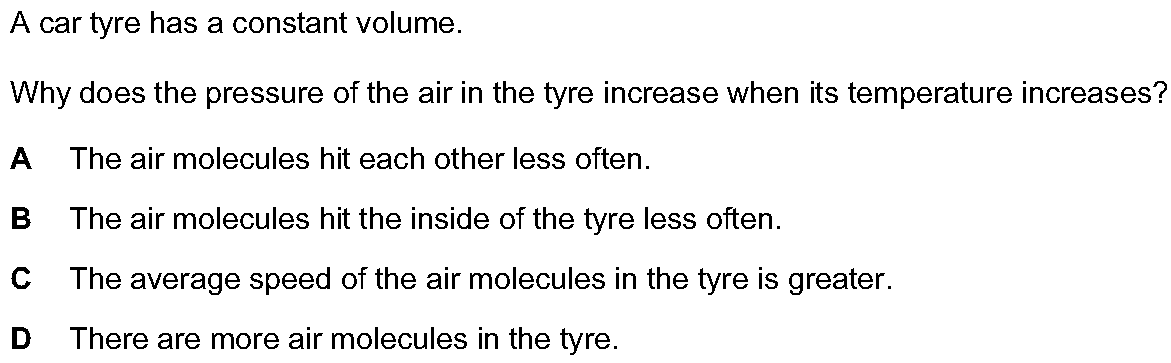 A car tyre has a constant volume.
Why does the pressure of the air in the tyre increase when its temperature increases?
A The air molecules hit each other less often.
B The air molecules hit the inside of the tyre less often.
C The average speed of the air molecules in the tyre is greater.
D There are more air molecules in the tyre.